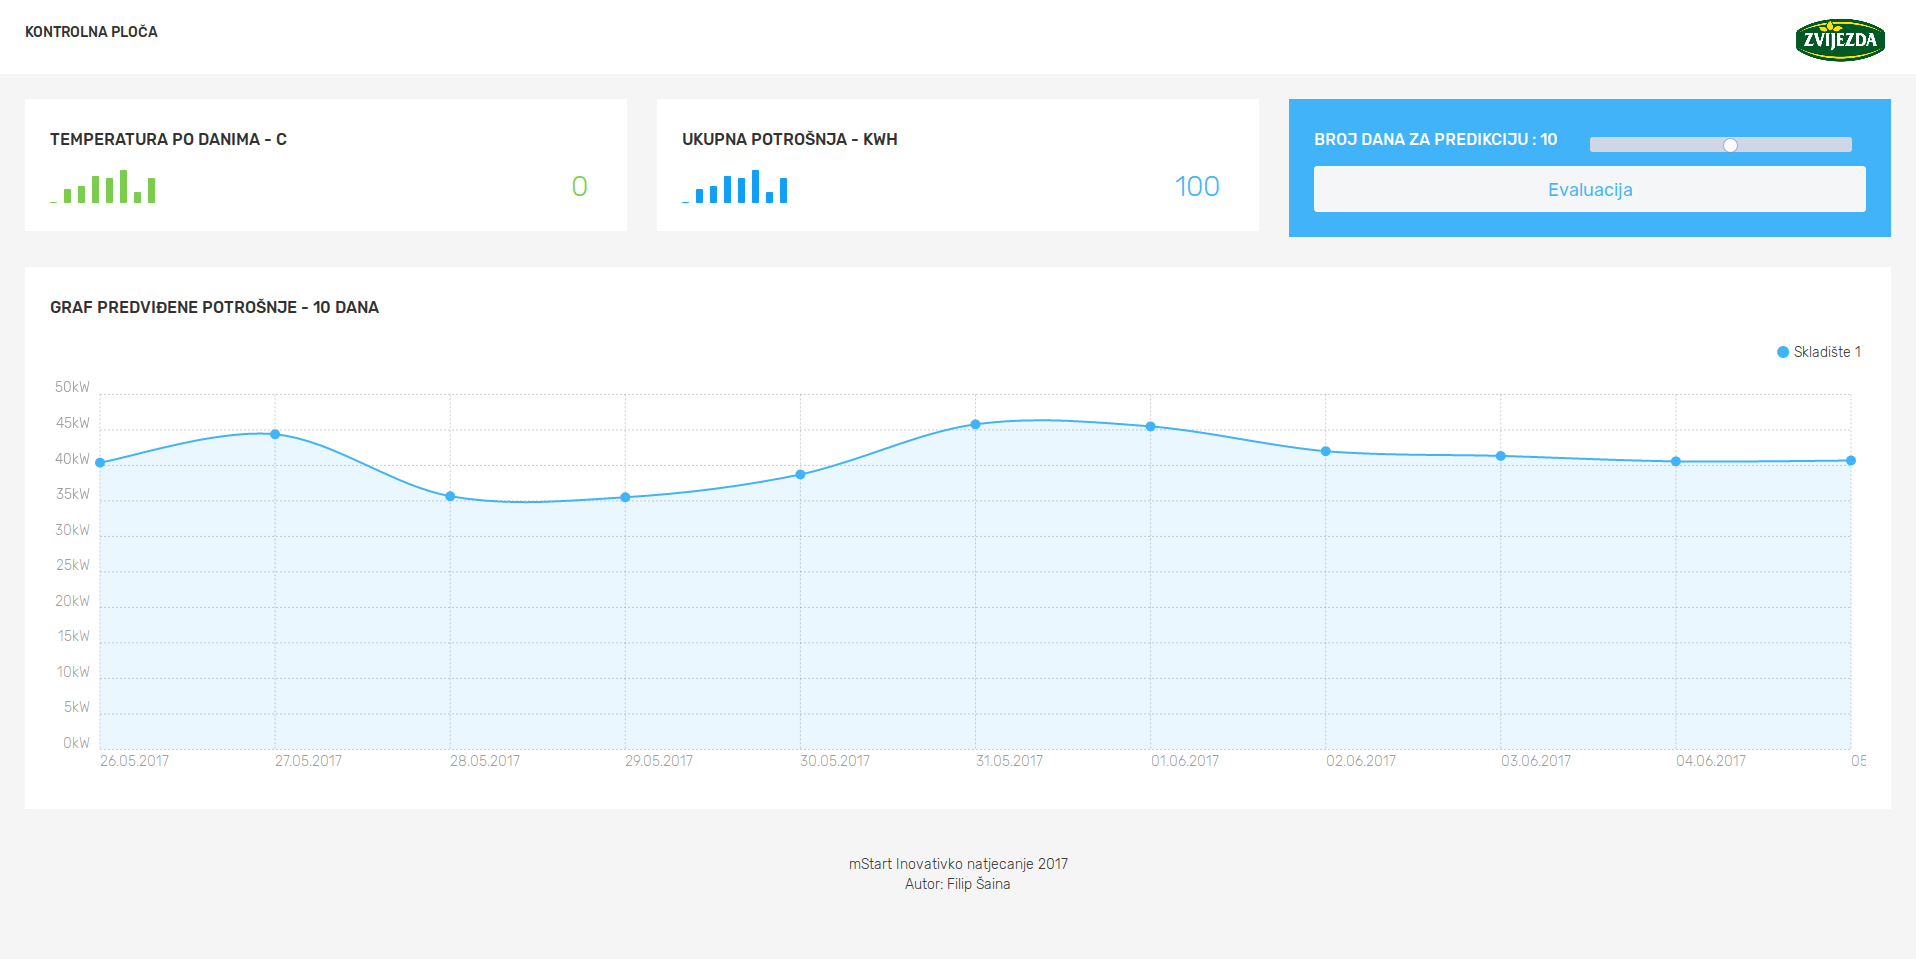 KONTROLNA PLOČA
ZVIJEZDA
TEMPERATURA PO DANIMA - C
0
UKUPNA POTROŠNJA - KWH
100
BROJ DANA ZA PREDIKCIJU : 10
Evaluacija
GRAF PREDVIĐENE POTROŠNJE - 10 DANA
Skladište 1
50kW
45kW
40kW
35kW
30kW
25kW
20kW
15kW
10kW
5kW
0kW
26.05.2017 27.05.2017 28.05.2017 29.05.2017 30.05.2017 31.05.2017 01.06.2017 02.06.2017 03.06.2017 04.06.2017 05
mStart Inovativko natjecanje 2017
Autor: Filip Šaina